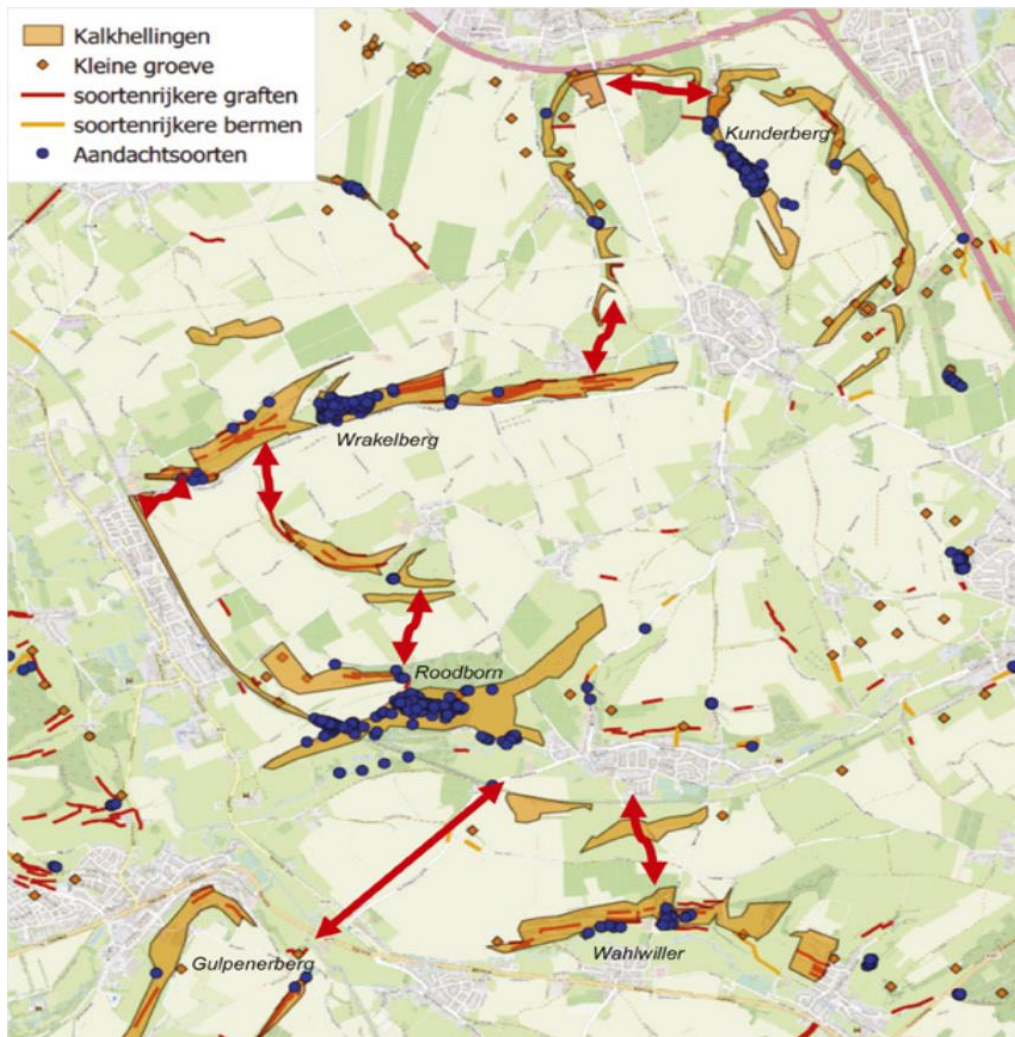 Kalkhellingen
Kleine groeve
soortenrijkere graften
soortenrijkere bermen
Aandachtsoorten
Kunderberg
Wrakelberg
Roodborn
Gulpenerberg
Wahlwiller